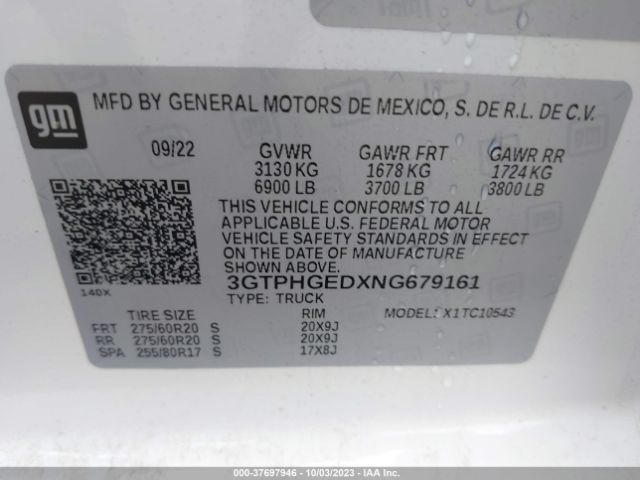 gm
MFD BY GENERAL MOTORS DE MEXICO, S. DE R.L. DE C.V.
09/22 GVWR GAWR FRT GAWR RR
3130 KG 1678 KG 1724 KG
6900 LB 3700 LB 3800 LB
THIS VEHICLE CONFORMS TO ALL
APPLICABLE U.S. FEDERAL MOTOR
VEHICLE SAFETY STANDARDS IN EFFECT
ON THE DATE OF MANUFACTURE
SHOWN ABOVE.
3GTPHGEDXNG679161
140X TYPE: TRUCK
TIRE SIZE RIM MODEL: X1TC10543
FRT 275/60R20 S 20X9J
RR 275/60R20 S 20X9J
SPA 255/80R17 S 17X8J
000-37697946 | 10/03/2023 | IAAI.COM